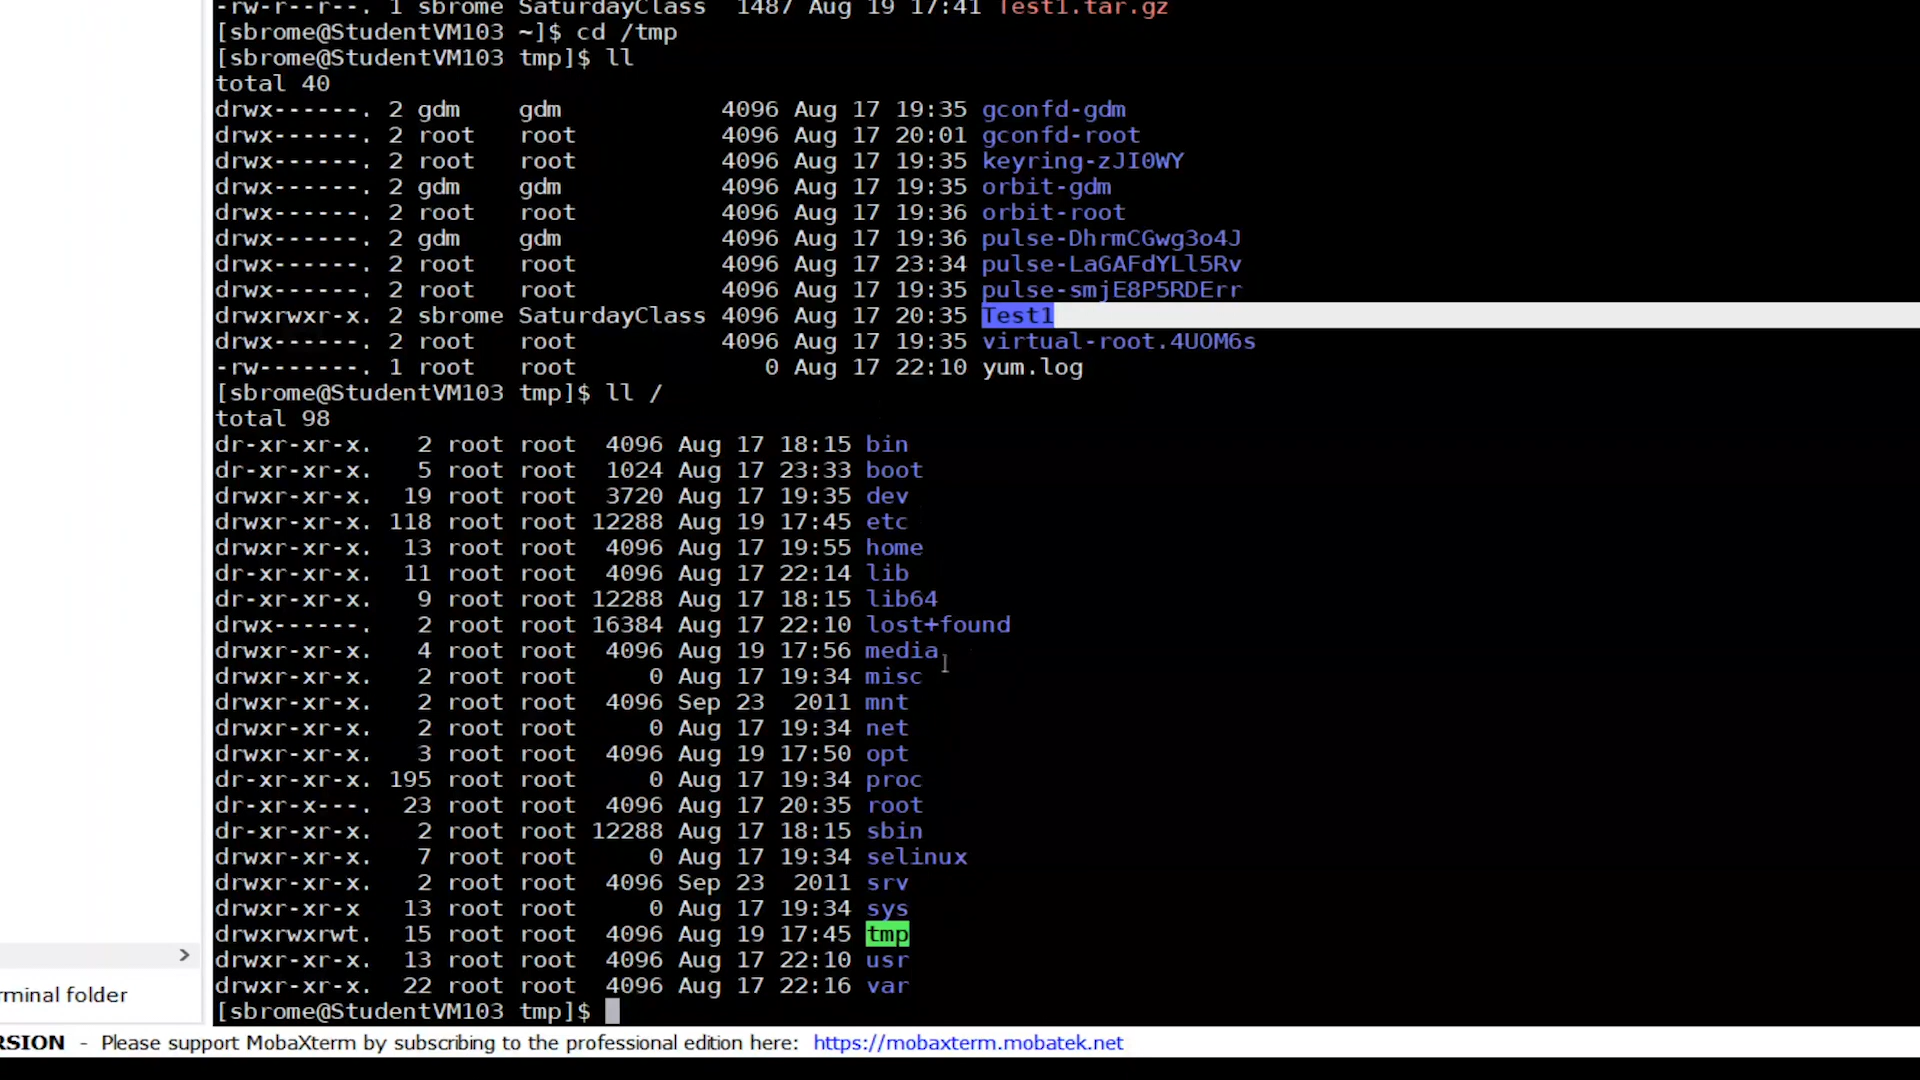 -rw-r--r--. 1 sbrome SaturdayClass  1487 Aug 19 17:41 Test1.tar.gz
[sbrome@StudentVM103 ~]$ cd /tmp
[sbrome@StudentVM103 tmp]$ ll
total 40
drwx------. 2 gdm    gdm           4096 Aug 17 19:35 gconfd-gdm
drwx------. 2 root   root          4096 Aug 17 20:01 gconfd-root
drwx------. 2 root   root          4096 Aug 17 19:35 keyring-zJI0WY
drwx------. 2 gdm    gdm           4096 Aug 17 19:35 orbit-gdm
drwx------. 2 root   root          4096 Aug 17 19:36 orbit-root
drwx------. 2 gdm    gdm           4096 Aug 17 19:36 pulse-DhrmCGwg3o4J
drwx------. 2 root   root          4096 Aug 17 23:34 pulse-LaGAFdYLl5Rv
drwx------. 2 root   root          4096 Aug 17 19:35 pulse-smjE8P5RDErr
drwxrwxr-x. 2 sbrome SaturdayClass 4096 Aug 17 20:35 Test1
drwx------. 2 root   root          4096 Aug 17 19:35 virtual-root.4UOM6s
-rw-------. 1 root   root             0 Aug 17 22:10 yum.log
[sbrome@StudentVM103 tmp]$ ll /
total 98
dr-xr-xr-x.   2 root root  4096 Aug 17 18:15 bin
dr-xr-xr-x.   5 root root  1024 Aug 17 23:33 boot
drwxr-xr-x.  19 root root  3720 Aug 17 19:35 dev
drwxr-xr-x. 118 root root 12288 Aug 19 17:45 etc
drwxr-xr-x.  13 root root  4096 Aug 17 19:55 home
dr-xr-xr-x.  11 root root  4096 Aug 17 22:14 lib
dr-xr-xr-x.   9 root root 12288 Aug 17 18:15 lib64
drwx------.   2 root root 16384 Aug 17 22:10 lost+found
drwxr-xr-x.   4 root root  4096 Aug 19 17:56 media
drwxr-xr-x.   2 root root     0 Aug 17 19:34 misc
drwxr-xr-x.   2 root root  4096 Sep 23  2011 mnt
drwxr-xr-x.   2 root root     0 Aug 17 19:34 net
drwxr-xr-x.   3 root root  4096 Aug 19 17:50 opt
dr-xr-xr-x. 195 root root     0 Aug 17 19:34 proc
dr-xr-x---.  23 root root  4096 Aug 17 20:35 root
dr-xr-xr-x.   2 root root 12288 Aug 17 18:15 sbin
drwxr-xr-x.   7 root root     0 Aug 17 19:34 selinux
drwxr-xr-x.   2 root root  4096 Sep 23  2011 srv
drwxr-xr-x   13 root root     0 Aug 17 19:34 sys
drwxrwxrwt.  15 root root  4096 Aug 19 17:45 tmp
drwxr-xr-x.  13 root root  4096 Aug 17 22:10 usr
drwxr-xr-x.  22 root root  4096 Aug 17 22:16 var
rminal folder
[sbrome@StudentVM103 tmp]$
RSION  -  Please support MobaXterm by subscribing to the professional edition here:  https://mobaxterm.mobatek.net